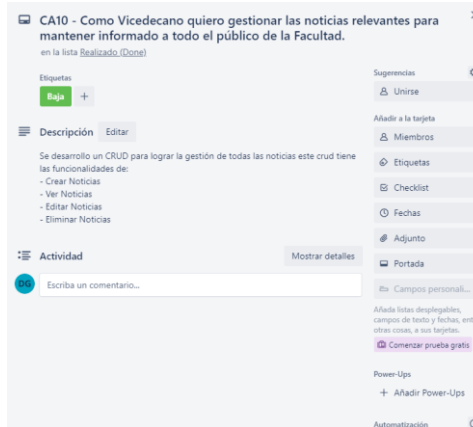 CA10 - Como Vicedecano quiero gestionar las noticias relevantes para
mantener informado a todo el público de la Facultad.
en la lista Realizado (Done)
Etiquetas
Baja +
Descripción Editar
Se desarrollo un CRUD para lograr la gestión de todas las noticias este crud tiene
las funcionalidades de:
- Crear Noticias
- Ver Noticias
- Editar Noticias
- Eliminar Noticias
Actividad Mostrar detalles
DG Escriba un comentario...
Sugerencias
Unirse
Añadir a la tarjeta
Miembros
Etiquetas
Checklist
Fechas
Adjunto
Portada
Campos personali...
Añada listas desplegables,
campos de texto y fechas, ent
otras cosas, a sus tarjetas.
Comenzar prueba gratis
Power-Ups
+ Añadir Power-Ups
Automatización